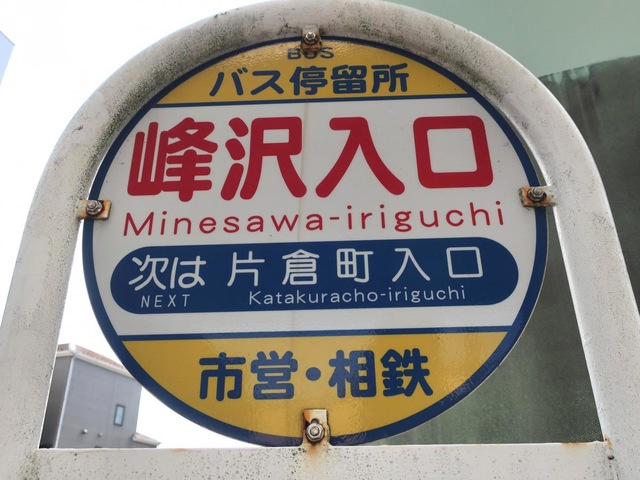 BUS
バス停留所
峰沢入口
Minesawa-iriguchi
次は 片倉町入口
NEXT Katakuracho-iriguchi
市営・相鉄